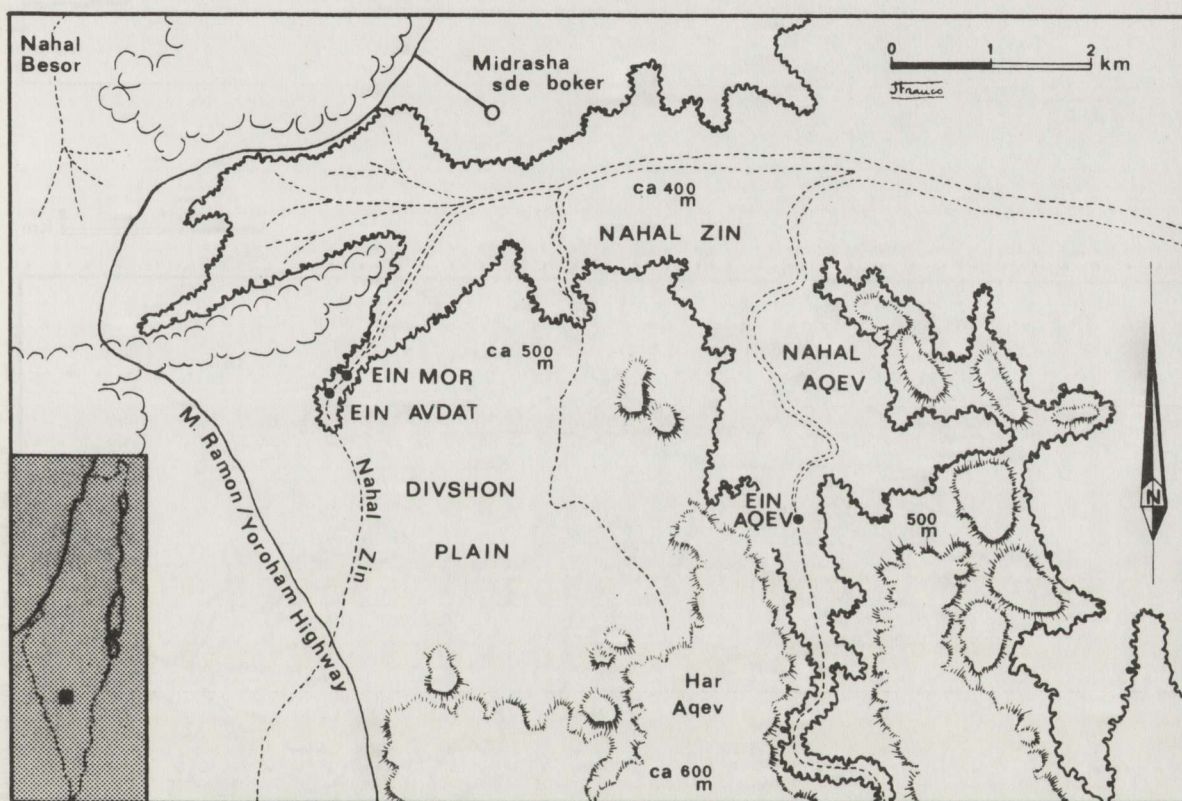 Nahal
Besor
Midrasha
sde boker
0 1 2 km
ca 400
m
NAHAL ZIN
ca 500
m
NAHAL
AQEV
EIN MOR
EIN AVDAT
M. Ramon/Yoroham Highway
Nahal Zin
DIVSHON
PLAIN
EIN
AQEV
500
m
N
Har
Aqev
ca 600
m